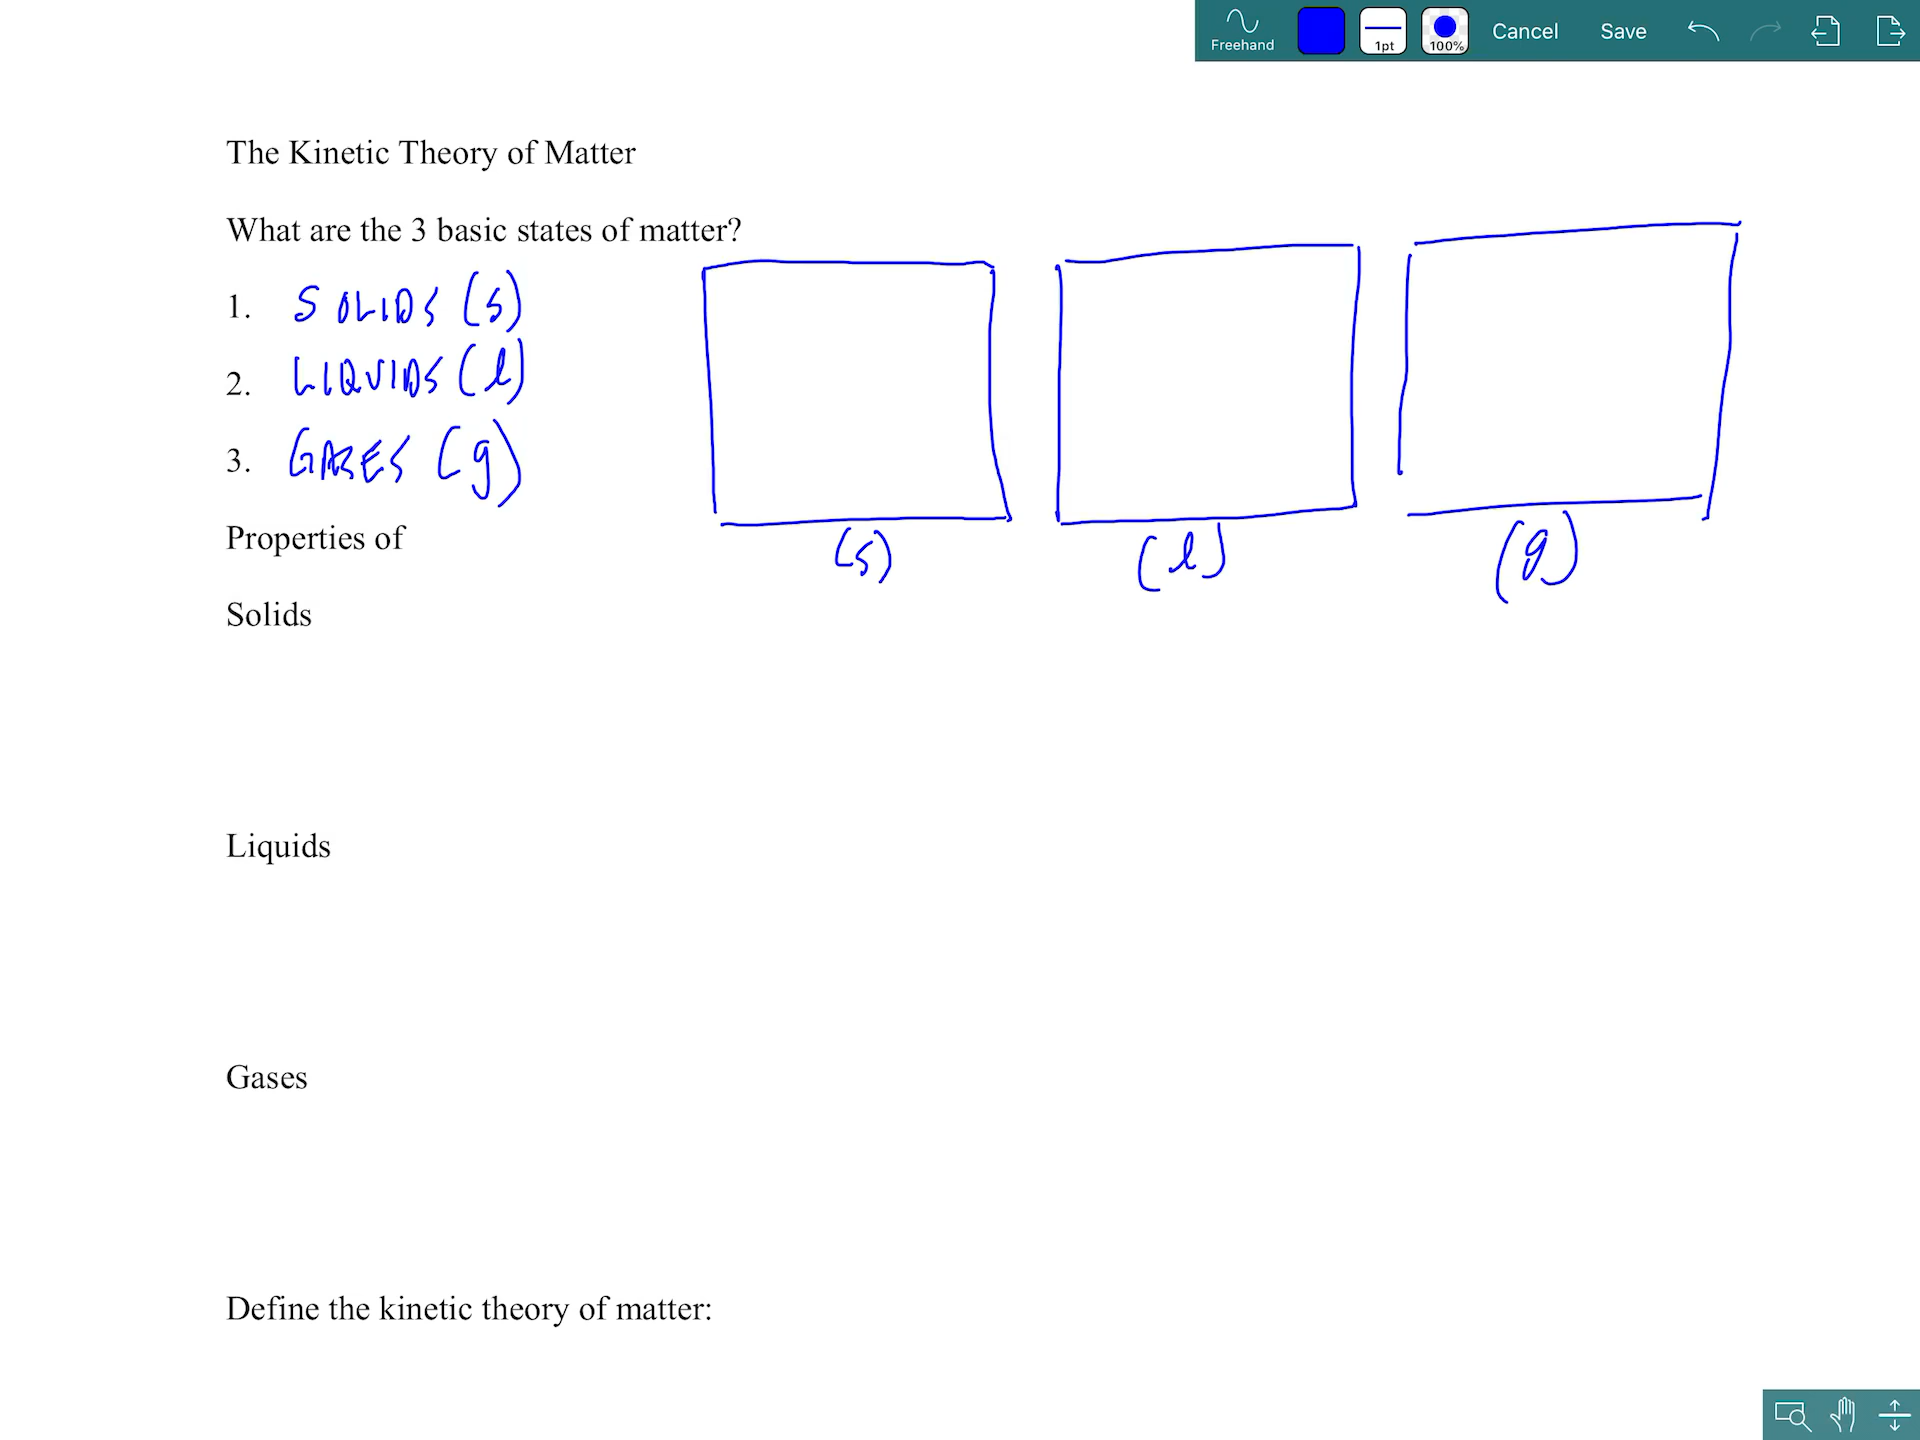 Freehand 1pt 100% Cancel Save
The Kinetic Theory of Matter
What are the 3 basic states of matter?
1. SOLIDS (s)
2. LIQUIDS (l)
3. GASES (g)
(s) (l) (g)
Properties of
Solids
Liquids
Gases
Define the kinetic theory of matter: